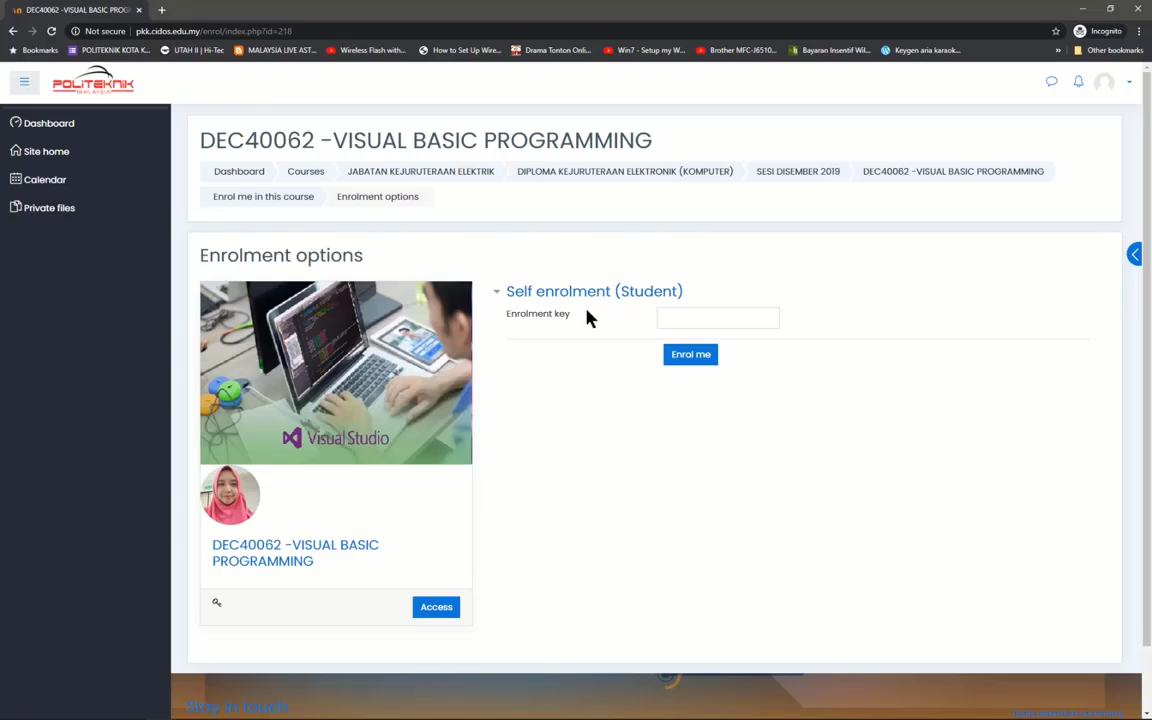 DEC40062 -VISUAL BASIC PROG
Not secure | pkk.cidos.edu.my/enrol/index.php?id=218
Incognito
Bookmarks
POLITEKNIK KOTA K...
UTAH II | Hi-Tec
MALAYSIA LIVE AST...
Wireless Flash with...
How to Set Up Wire...
Drama Tonton Onli...
Win7 - Setup my W...
Brother MFC-J6510...
Bayaran Insentif Wil...
Keygen aria karaok...
»
Other bookmarks
POLITEKNIK
MALAYSIA
Dashboard
Site home
Calendar
Private files
DEC40062 -VISUAL BASIC PROGRAMMING
Dashboard
Courses
JABATAN KEJURUTERAAN ELEKTRIK
DIPLOMA KEJURUTERAAN ELEKTRONIK (KOMPUTER)
SESI DISEMBER 2019
DEC40062 -VISUAL BASIC PROGRAMMING
Enrol me in this course
Enrolment options
Enrolment options
Self enrolment (Student)
Enrolment key
Enrol me
Visual Studio
DEC40062 -VISUAL BASIC
PROGRAMMING
Access
Stay in touch